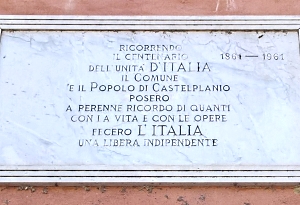 RICORRENDO
IL CENTENARIO 1861 — 1961
DELL'UNITÀ D'ITALIA
IL COMUNE
E IL POPOLO DI CASTELPLANIO
POSERO
A PERENNE RICORDO DI QUANTI
CON LA VITA E CON LE OPERE
FECERO L'ITALIA
UNA LIBERA INDIPENDENTE